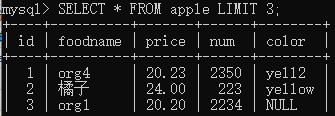 mysql> SELECT * FROM apple LIMIT 3;
| id | foodname | price | num | color |
| 1 | org4 | 20.23 | 2350 | yell2 |
| 2 | 橘子 | 24.00 | 223 | yellow |
| 3 | org1 | 20.20 | 2234 | NULL |